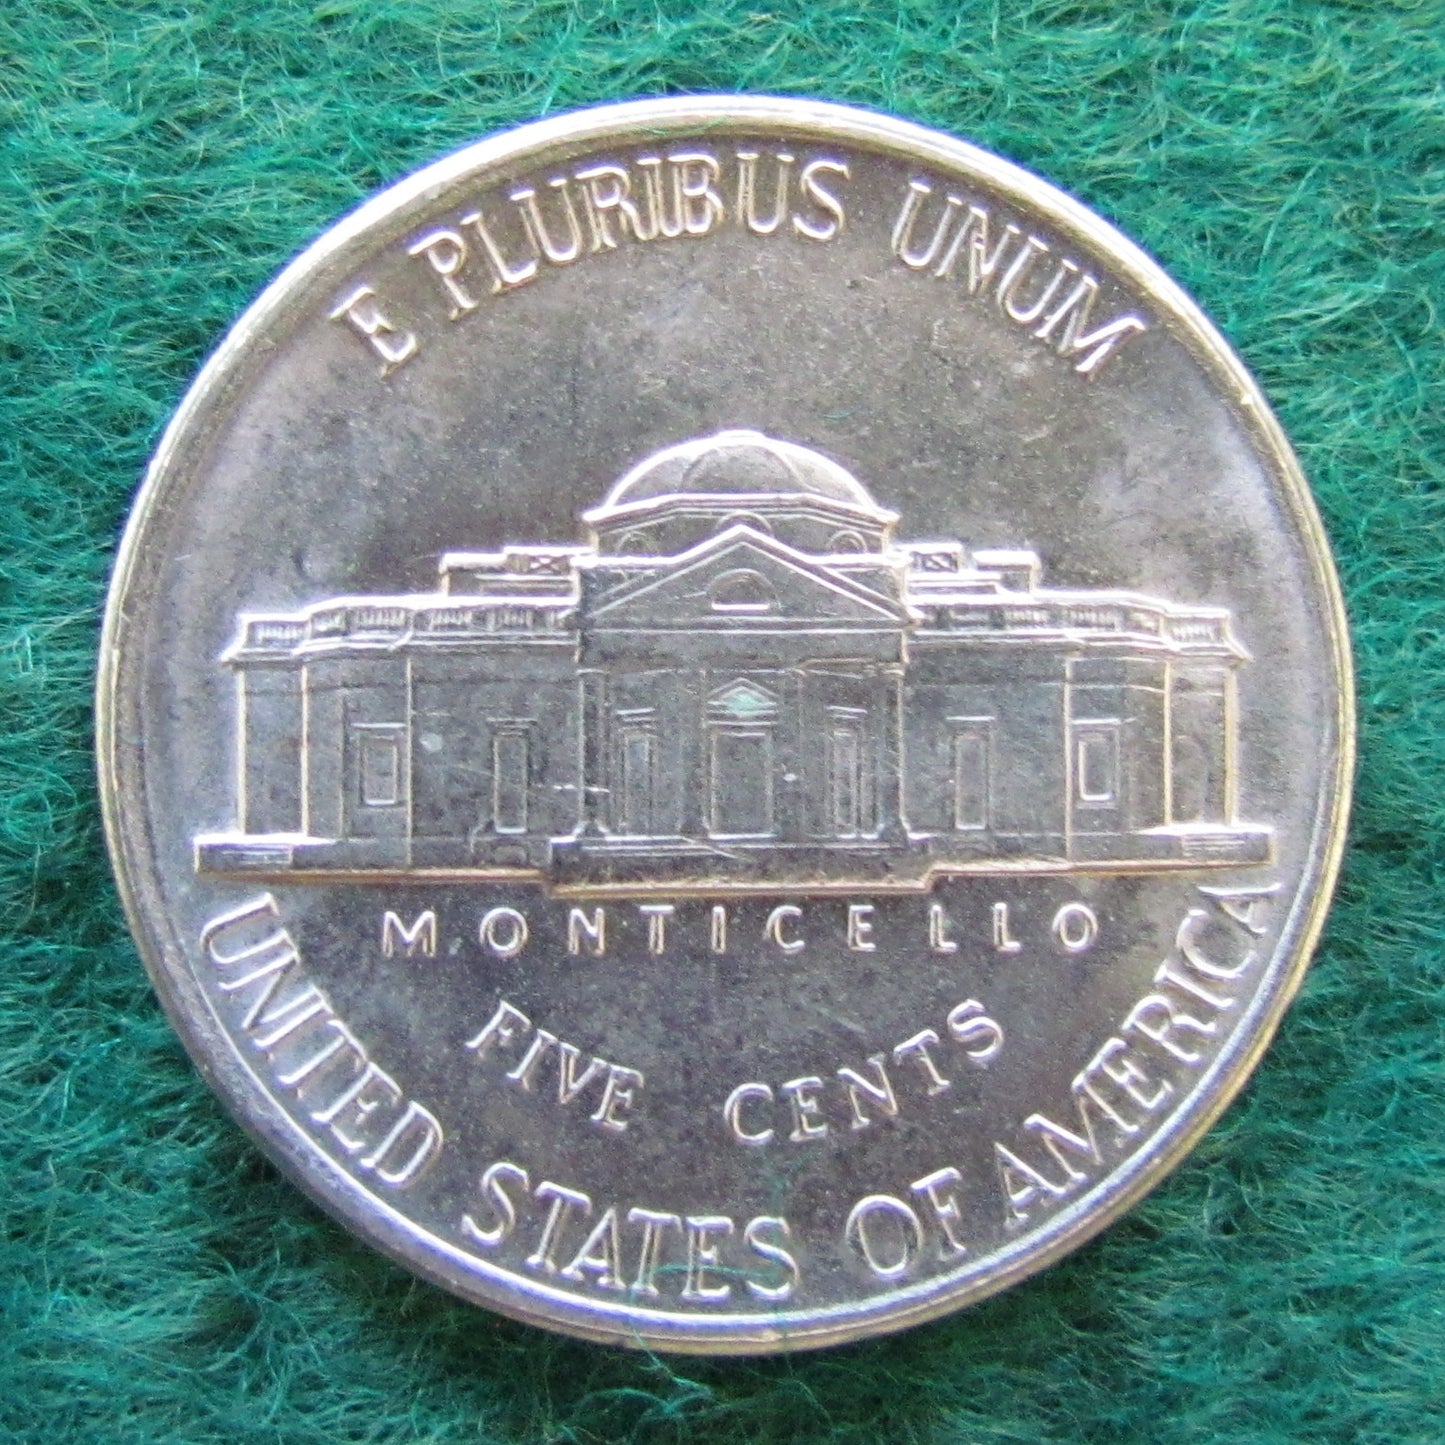 E PLURIBUS UNUM
MONTICELLO
FIVE CENTS
UNITED STATES OF AMERICA